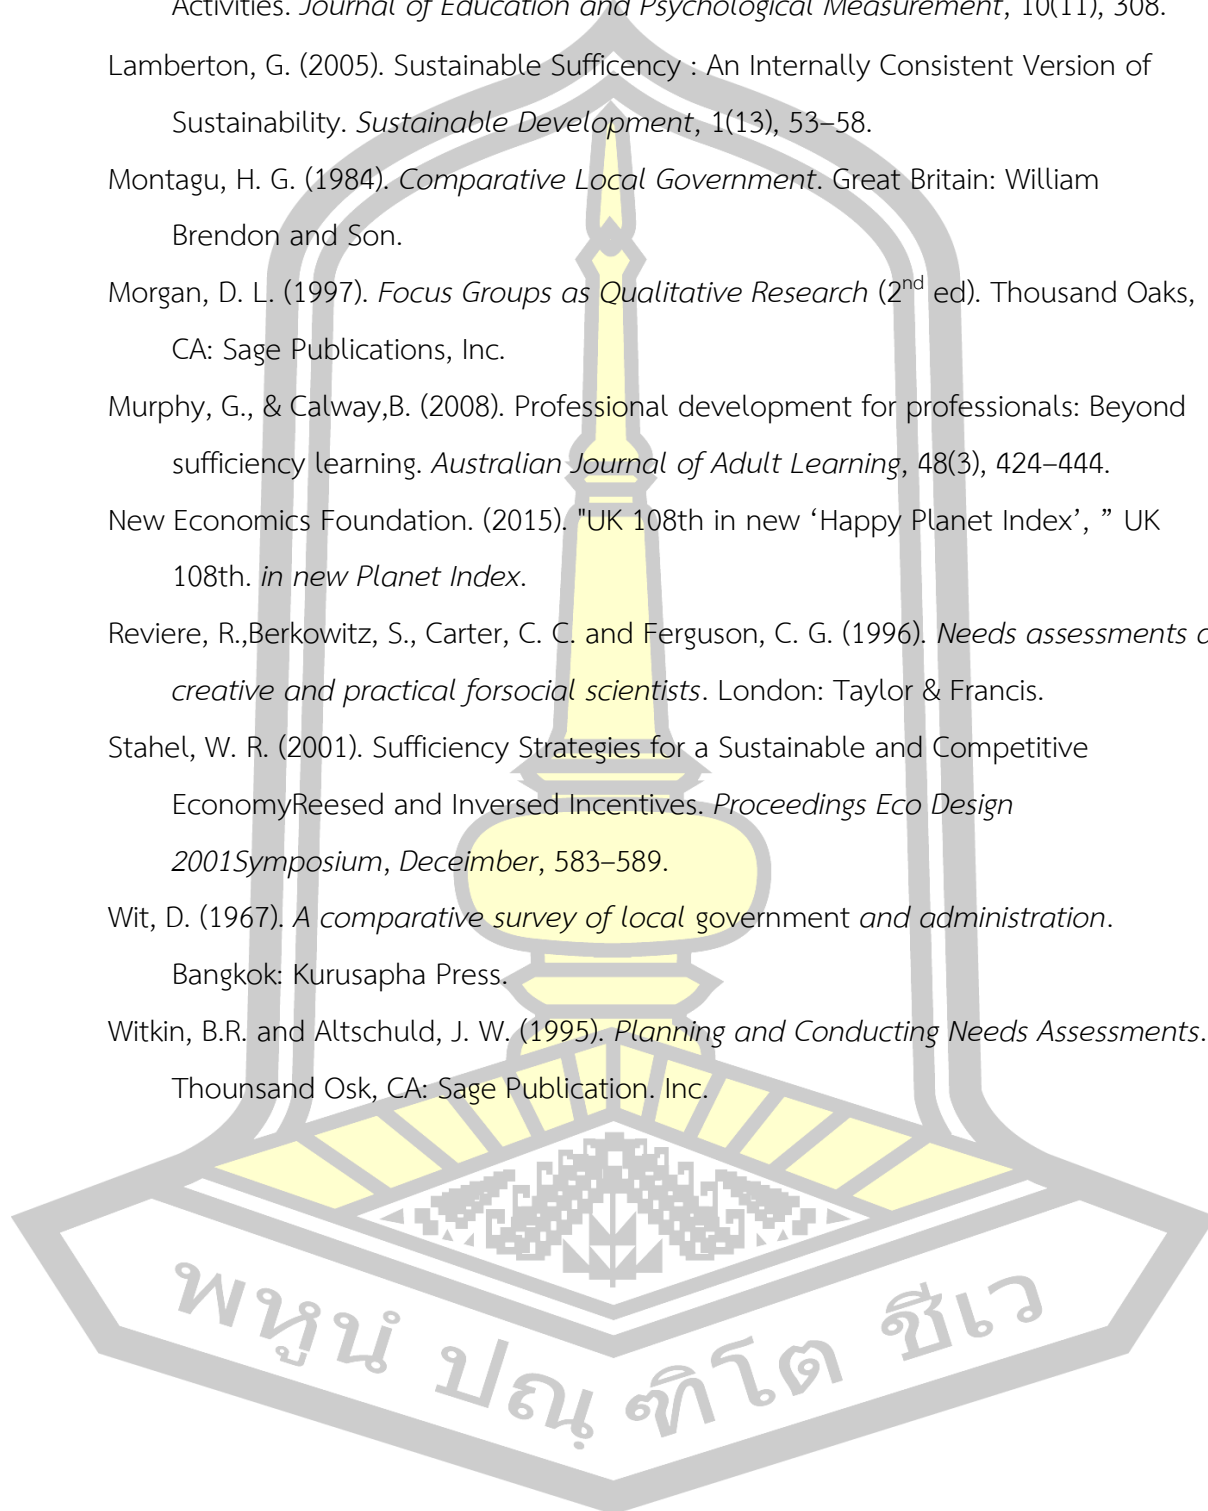 Activities. Journal of Education and Psychological Measurement, 10(11), 308.
Lamberton, G. (2005). Sustainable Sufficency : An Internally Consistent Version of
Sustainability. Sustainable Development, 1(13), 53–58.
Montagu, H. G. (1984). Comparative Local Government. Great Britain: William
Brendon and Son.
Morgan, D. L. (1997). Focus Groups as Qualitative Research (2nd ed). Thousand Oaks,
CA: Sage Publications, Inc.
Murphy, G., & Calway,B. (2008). Professional development for professionals: Beyond
sufficiency learning. Australian Journal of Adult Learning, 48(3), 424–444.
New Economics Foundation. (2015). "UK 108th in new ‘Happy Planet Index’, ” UK
108th. in new Planet Index.
Reviere, R.,Berkowitz, S., Carter, C. C. and Ferguson, C. G. (1996). Needs assessments
creative and practical forsocial scientists. London: Taylor & Francis.
Stahel, W. R. (2001). Sufficiency Strategies for a Sustainable and Competitive
EconomyReesed and Inversed Incentives. Proceedings Eco Design
2001Symposium, Deceimber, 583–589.
Wit, D. (1967). A comparative survey of local government and administration.
Bangkok: Kurusapha Press.
Witkin, B.R. and Altschuld, J. W. (1995). Planning and Conducting Needs Assessments.
Thounsand Osk, CA: Sage Publication. Inc.
พหูนํ ปณฺฑิโต ชีเว